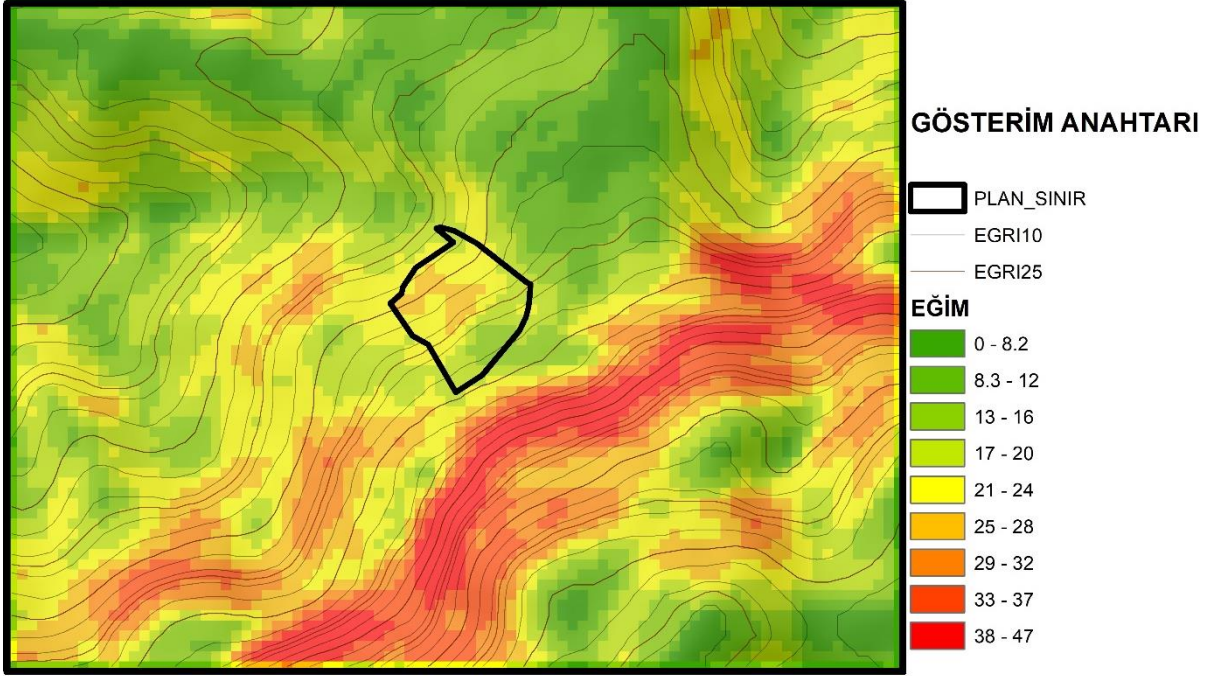 GÖSTERİM ANAHTARI
PLAN_SINIR
EGRI10
EGRI25
EĞİM
0 - 8.2
8.3 - 12
13 - 16
17 - 20
21 - 24
25 - 28
29 - 32
33 - 37
38 - 47